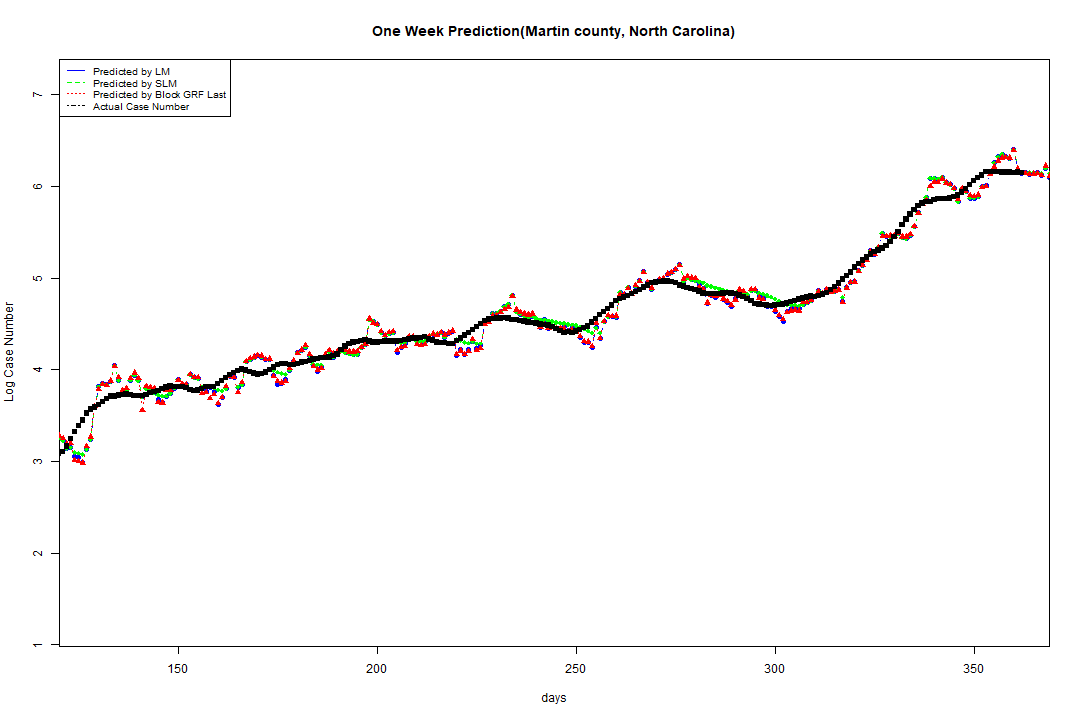 One Week Prediction(Martin county, North Carolina)
Predicted by LM
Predicted by SLM
Predicted by Block GRF Last
Actual Case Number
Log Case Number
7
6
5
4
3
2
1
150 200 250 300 350
days